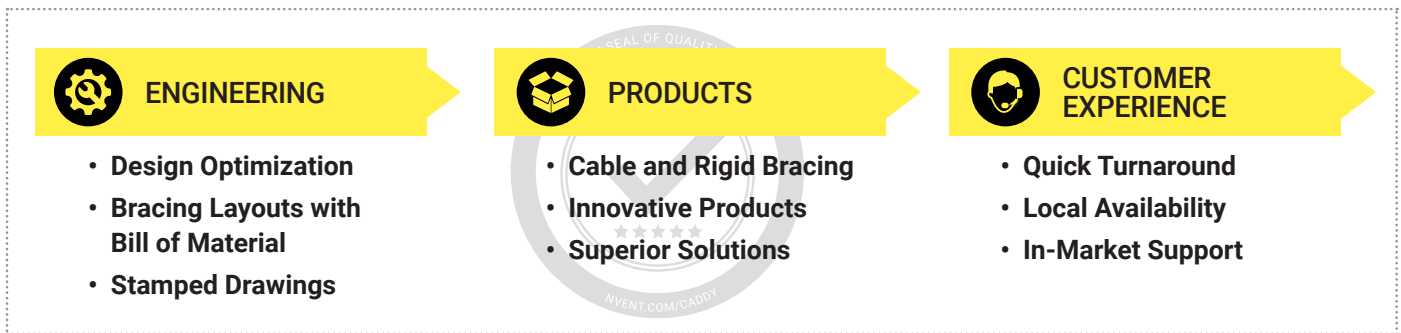 ENGINEERING
• Design Optimization
• Bracing Layouts with
Bill of Material
• Stamped Drawings
SEAL OF QUALIT
PRODUCTS
• Cable and Rigid Bracing
• Innovative Products
• Superior Solutions
NVENT.COM/CADDY
CUSTOMER
EXPERIENCE
• Quick Turnaround
• Local Availability
• In-Market Support